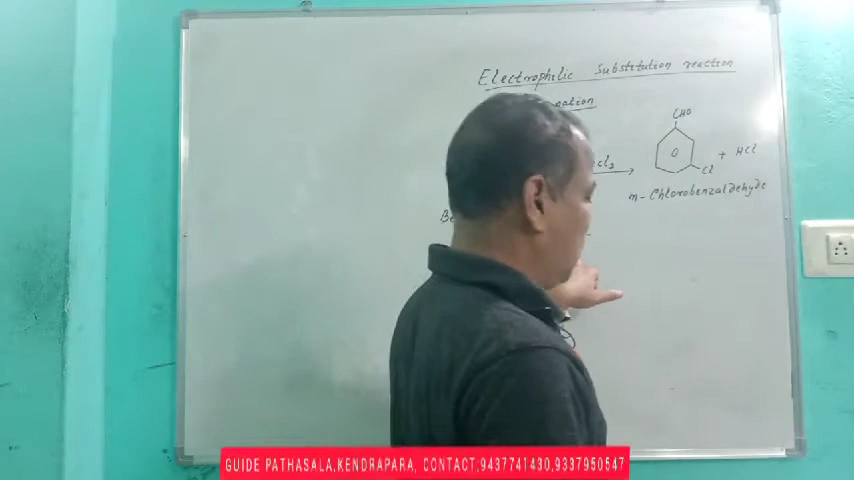 Electrophilic Substitution reaction
CHO
Cl + HCl
m-Chlorobenzaldehyde
GUIDE PATHASALA,KENDRAPARA, CONTACT;9437741430,9337950547